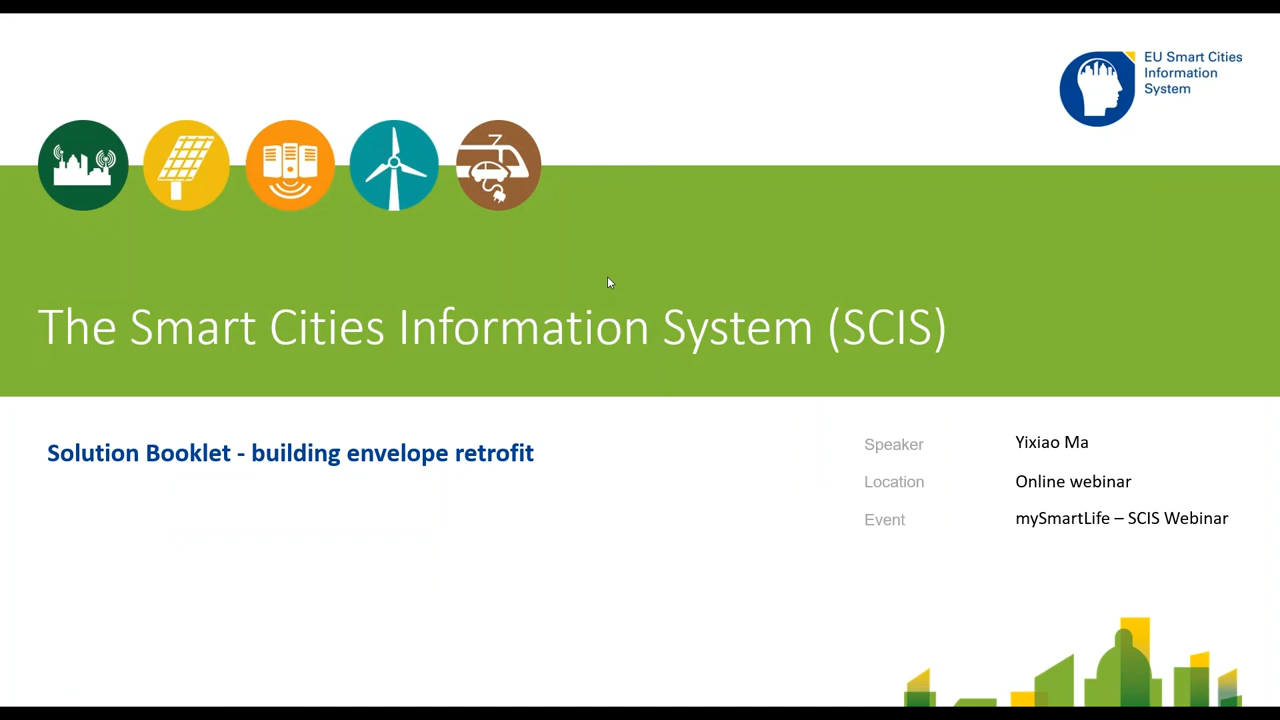 EU Smart Cities
Information
System
The Smart Cities Information System (SCIS)
Solution Booklet - building envelope retrofit
Speaker Yixiao Ma
Location Online webinar
Event mySmartLife – SCIS Webinar